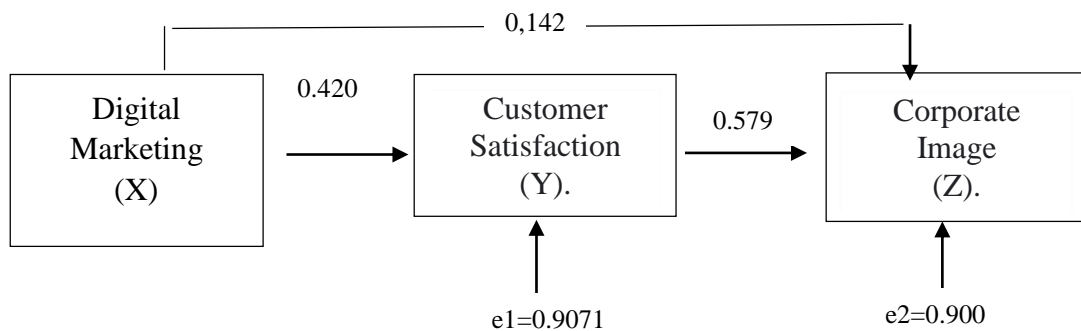 0,142
Digital
Marketing
(X)
0.420
Customer
Satisfaction
(Y).
0.579
Corporate
Image
(Z).
e1=0.9071
e2=0.900